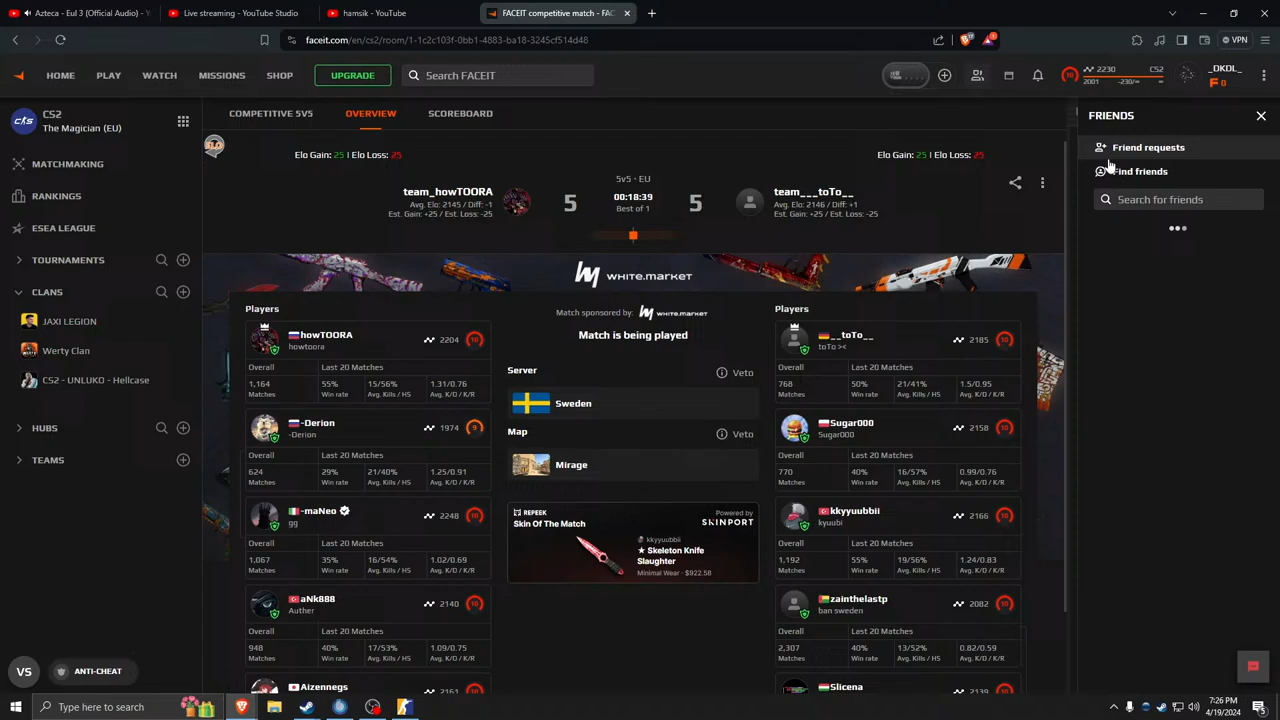 Azteca - Eul 3 (Official Audio) - Y
Live streaming - YouTube Studio
hamsik - YouTube
FACEIT competitive match - FAC
faceit.com/en/cs2/room/1-1c2c103f-0bb1-4883-ba18-3245cf514d48
VPN
HOME
PLAY
WATCH
MISSIONS
SHOP
UPGRADE
Search FACEIT
10
2230
CS2
2001
-230/∞
∞
_DKDL_
F 0
CS2
The Magician (EU)
MATCHMAKING
RANKINGS
ESEA LEAGUE
TOURNAMENTS
CLANS
JAXI LEGION
Werty Clan
CS2 - UNLUKO - Hellcase
HUBS
TEAMS
VS
ANTI-CHEAT
COMPETITIVE 5V5
OVERVIEW
SCOREBOARD
Elo Gain: 25 | Elo Loss: 25
Elo Gain: 25 | Elo Loss: 25
team_howTOORA
Avg. Elo: 2145 / Diff: -1
Est. Gain: +25 / Est. Loss: -25
5
5v5 - EU
00:18:39
Best of 1
5
team___toTo__
Avg. Elo: 2146 / Diff: +1
Est. Gain: +25 / Est. Loss: -25
WHITE.MARKET
Players
howTOORA
howtoora
2204
10
Overall
Last 20 Matches
1,164
55%
15/56%
1.31/0.76
Matches
Win rate
Avg. Kills / HS
Avg. K/D / K/R
-Derion
-Derion
1974
9
Overall
Last 20 Matches
624
29%
21/40%
1.25/0.91
Matches
Win rate
Avg. Kills / HS
Avg. K/D / K/R
-maNeo
gg
2248
10
Overall
Last 20 Matches
1,067
35%
16/54%
1.02/0.69
Matches
Win rate
Avg. Kills / HS
Avg. K/D / K/R
aNk888
Auther
2140
10
Overall
Last 20 Matches
948
40%
17/53%
1.09/0.75
Matches
Win rate
Avg. Kills / HS
Avg. K/D / K/R
Aizennegs
2161
Match sponsored by: WHITE.MARKET
Match is being played
Server
Veto
Sweden
Map
Veto
Mirage
REPEEK
Skin Of The Match
Powered by
SKINPORT
kkyyuubbii
★ Skeleton Knife
Slaughter
Minimal Wear - $922.58
Players
__toTo__
toTo ><
2185
10
Overall
Last 20 Matches
768
50%
21/41%
1.5/0.95
Matches
Win rate
Avg. Kills / HS
Avg. K/D / K/R
Sugar000
Sugar000
2158
10
Overall
Last 20 Matches
770
40%
16/57%
0.99/0.76
Matches
Win rate
Avg. Kills / HS
Avg. K/D / K/R
kkyyuubbii
kyuubi
2166
10
Overall
Last 20 Matches
1,192
55%
19/56%
1.24/0.83
Matches
Win rate
Avg. Kills / HS
Avg. K/D / K/R
zainthelastp
ban sweden
2082
10
Overall
Last 20 Matches
2,307
40%
13/52%
0.82/0.59
Matches
Win rate
Avg. Kills / HS
Avg. K/D / K/R
Slicena
2139
FRIENDS
Friend requests
Find friends
Search for friends
Type here to search
7:26 PM
4/19/2024